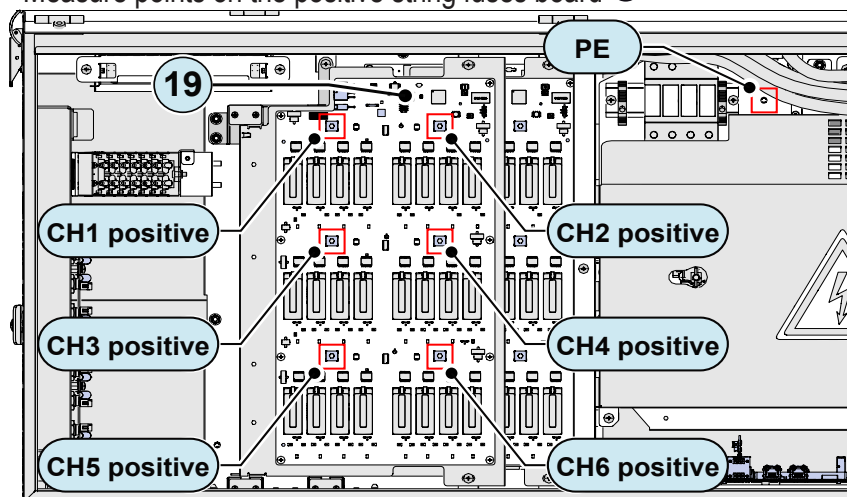 Measure points on the positive string fuses board
PE
19
CH1 positive
CH2 positive
CH3 positive
CH4 positive
CH5 positive
CH6 positive